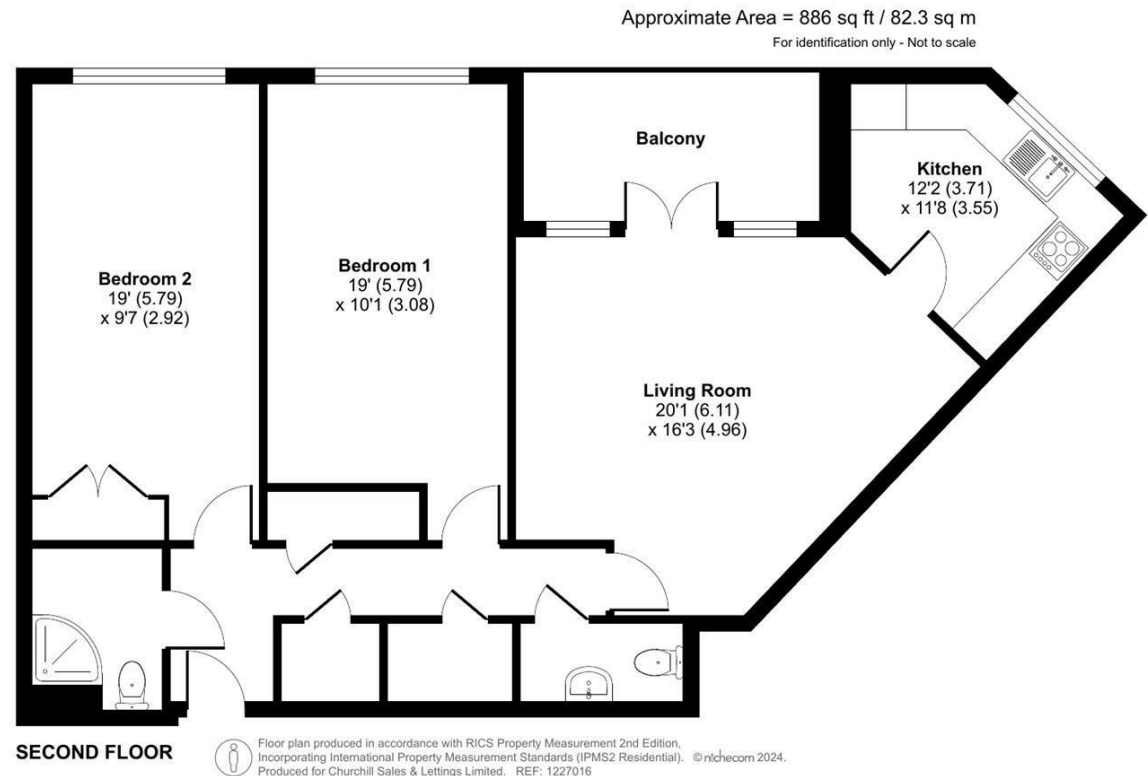 Approximate Area = 886 sq ft / 82.3 sq m
For identification only - Not to scale
Balcony
Kitchen
12'2 (3.71)
x 11'8 (3.55)
Bedroom 2
19' (5.79)
x 9'7 (2.92)
Bedroom 1
19' (5.79)
x 10'1 (3.08)
Living Room
20'1 (6.11)
x 16'3 (4.96)
SECOND FLOOR
Floor plan produced in accordance with RICS Property Measurement 2nd Edition,
Incorporating International Property Measurement Standards (IPMS2 Residential). © nichecom 2024.
Produced for Churchill Sales & Lettings Limited. REF: 1227016